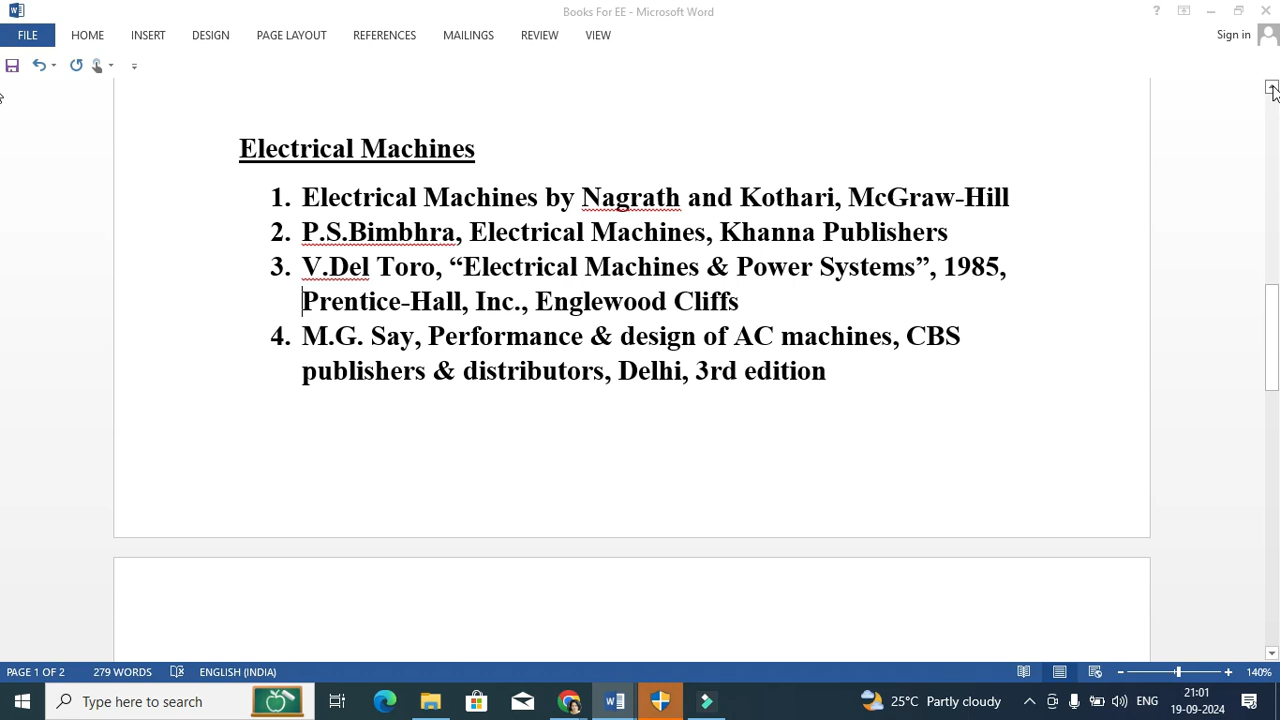 Books For EE - Microsoft Word
?
FILE HOME INSERT DESIGN PAGE LAYOUT REFERENCES MAILINGS REVIEW VIEW Sign in
Electrical Machines
1. Electrical Machines by Nagrath and Kothari, McGraw-Hill
2. P.S.Bimbhra, Electrical Machines, Khanna Publishers
3. V.Del Toro, “Electrical Machines & Power Systems”, 1985,
Prentice-Hall, Inc., Englewood Cliffs
4. M.G. Say, Performance & design of AC machines, CBS
publishers & distributors, Delhi, 3rd edition
PAGE 1 OF 2 279 WORDS ENGLISH (INDIA) 140%
Type here to search 25°C Partly cloudy ENG 21:01
19-09-2024